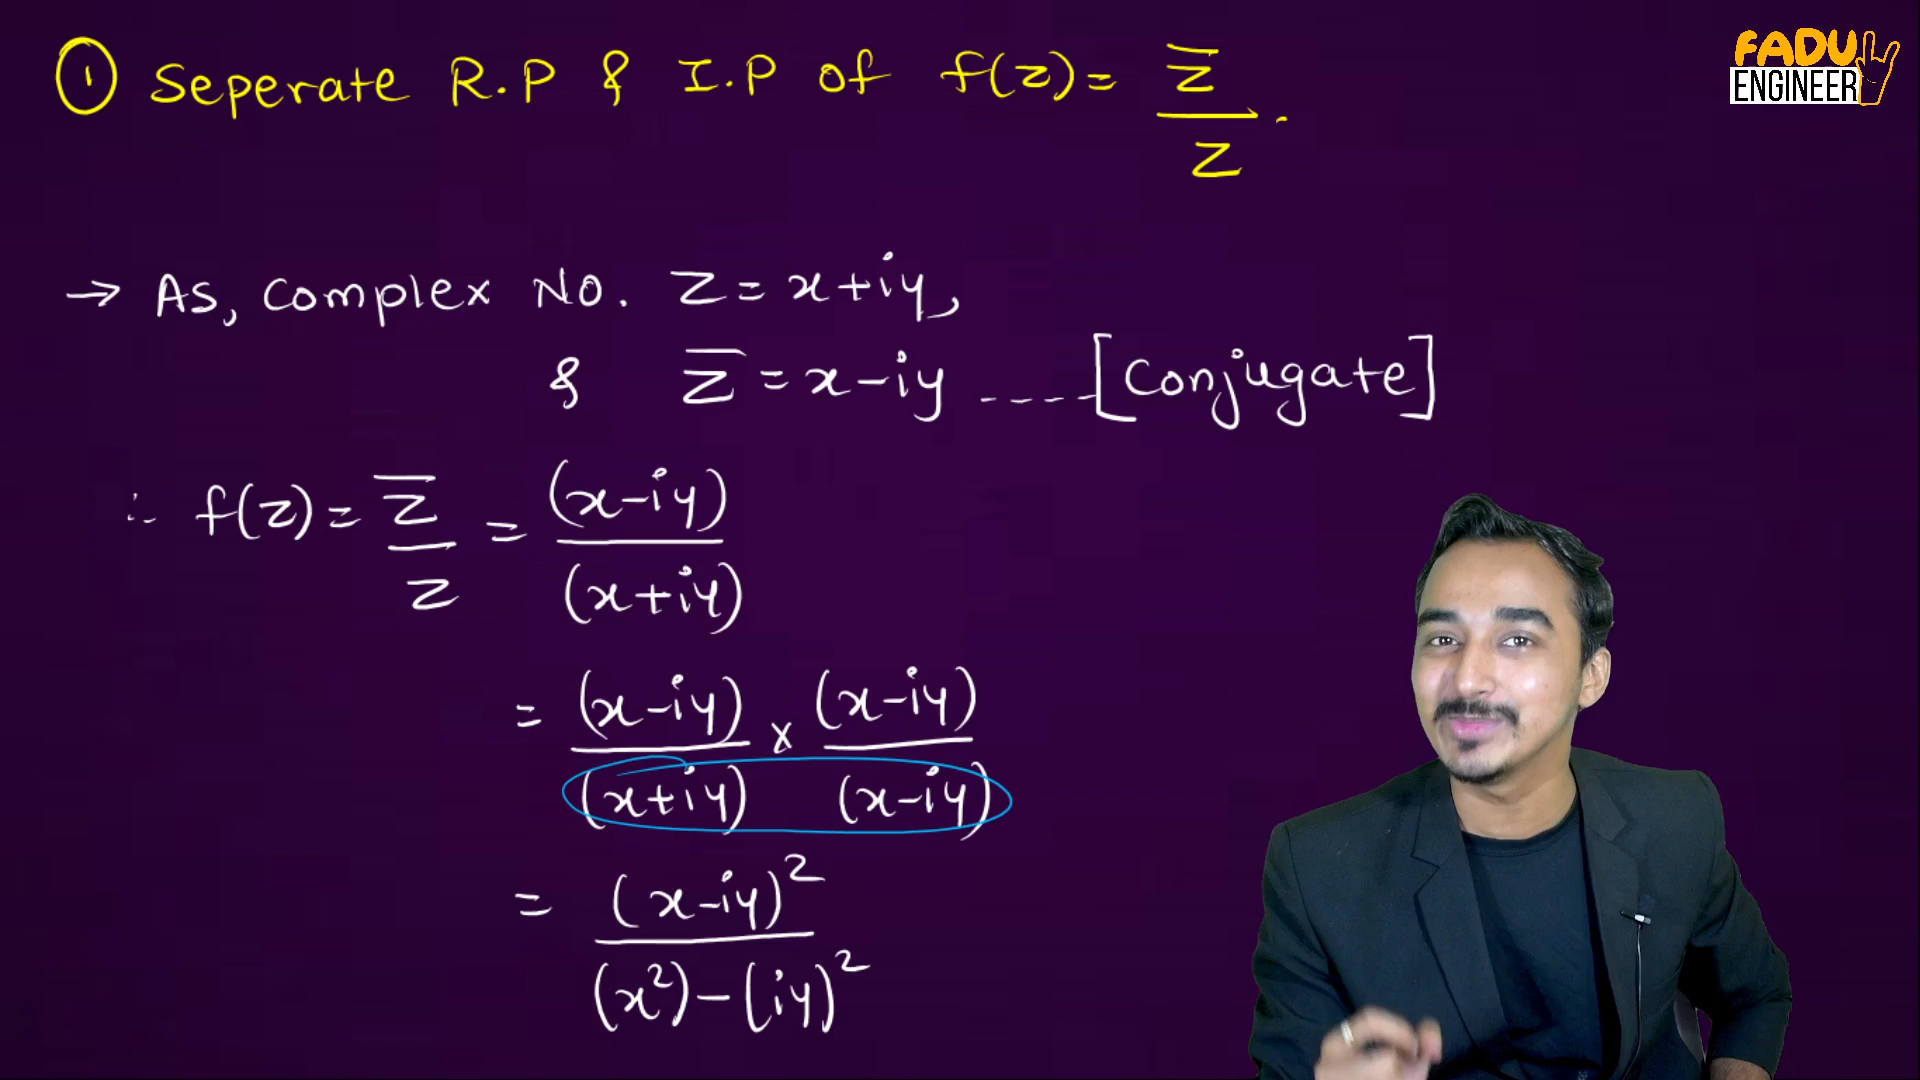 ① Seperate R.P & I.P of f(z) = z̅/z .
FADU
ENGINEER
→ As, complex No. z = x+iy,
& z̅ = x-iy ----[conjugate]
∴ f(z) = z̅/z = (x-iy)/(x+iy)
= (x-iy)/(x+iy) × (x-iy)/(x-iy)
= (x-iy)²/(x²)-(iy)²